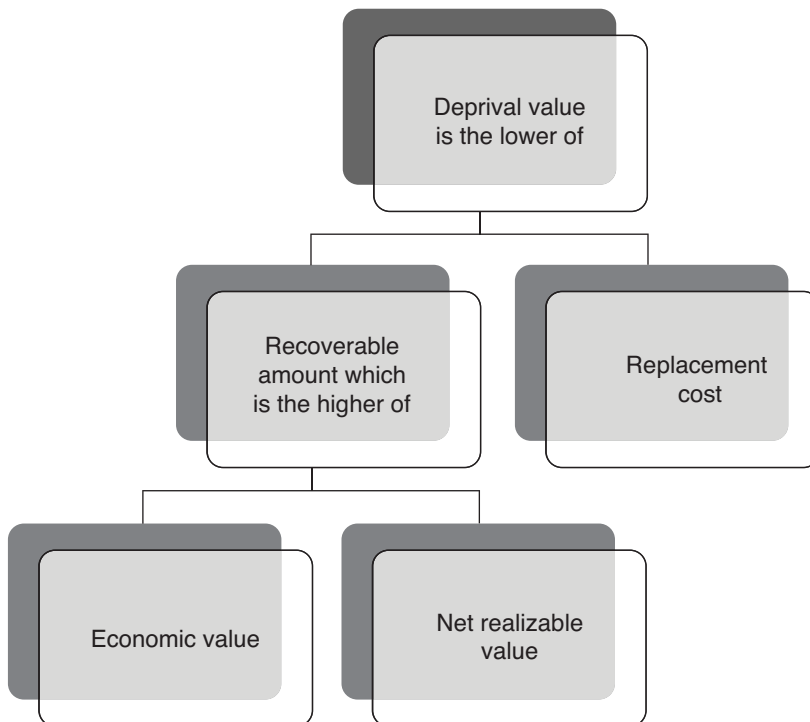 Deprival value
is the lower of
Recoverable
amount which
is the higher of
Replacement
cost
Economic value
Net realizable
value